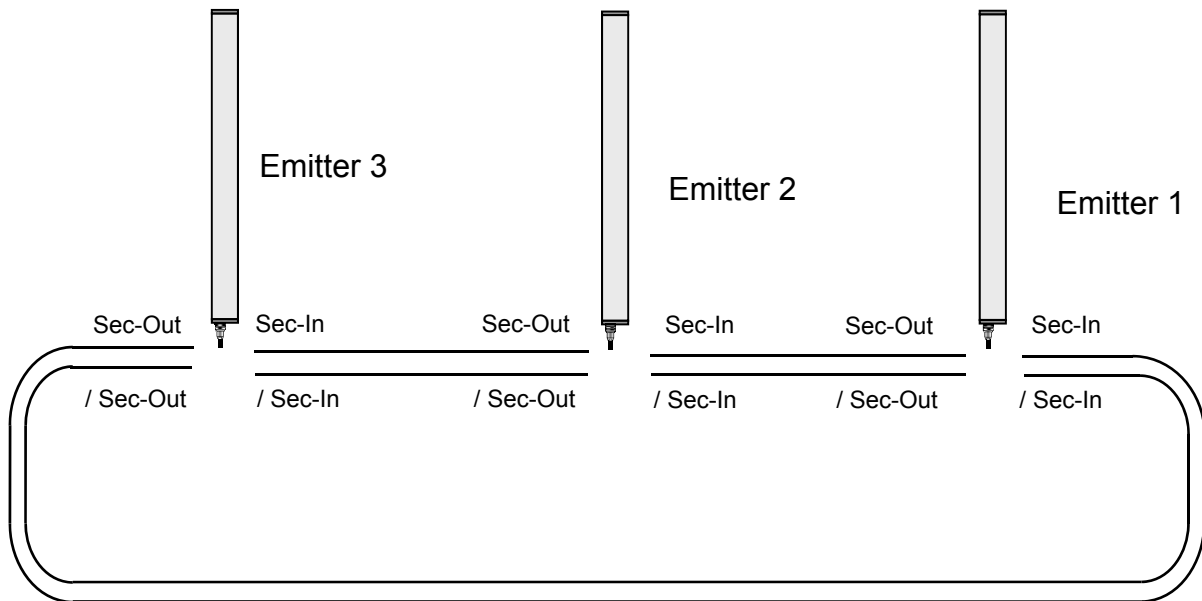 Emitter 3
Emitter 2
Emitter 1
Sec-Out
Sec-In
Sec-Out
Sec-In
Sec-Out
Sec-In
/ Sec-Out
/ Sec-In
/ Sec-Out
/ Sec-In
/ Sec-Out
/ Sec-In